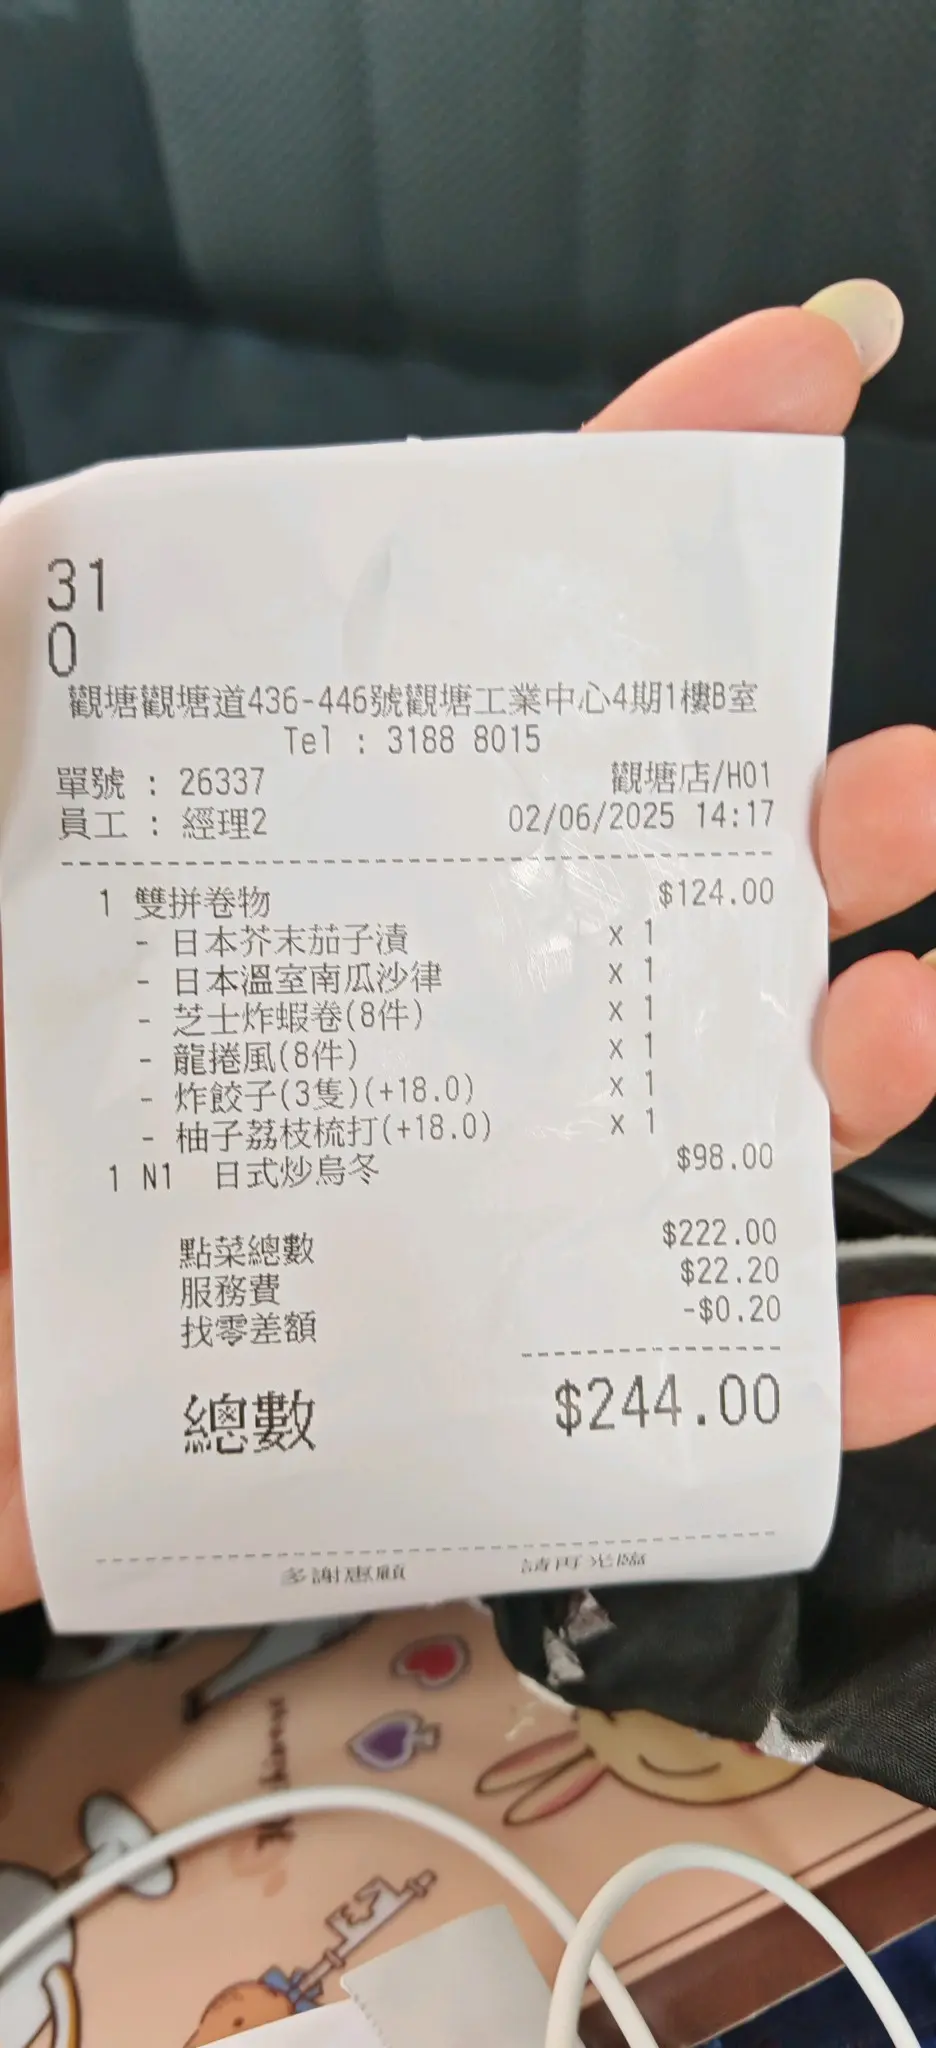 31
0
觀塘觀塘道436-446號觀塘工業中心4期1樓B室
Tel : 3188 8015
單號 : 26337 觀塘店/H01
員工 : 經理2 02/06/2025 14:17
1 雙拼卷物 $124.00
- 日本芥末茄子漬 x 1
- 日本溫室南瓜沙律 x 1
- 芝士炸蝦卷(8件) x 1
- 龍捲風(8件) x 1
- 炸餃子(3隻)(+18.0) x 1
- 柚子荔枝梳打(+18.0) x 1
1 N1 日式炒烏冬 $98.00
點菜總數 $222.00
服務費 $22.20
找零差額 -$0.20
總數 $244.00
多謝惠顧 請再光臨